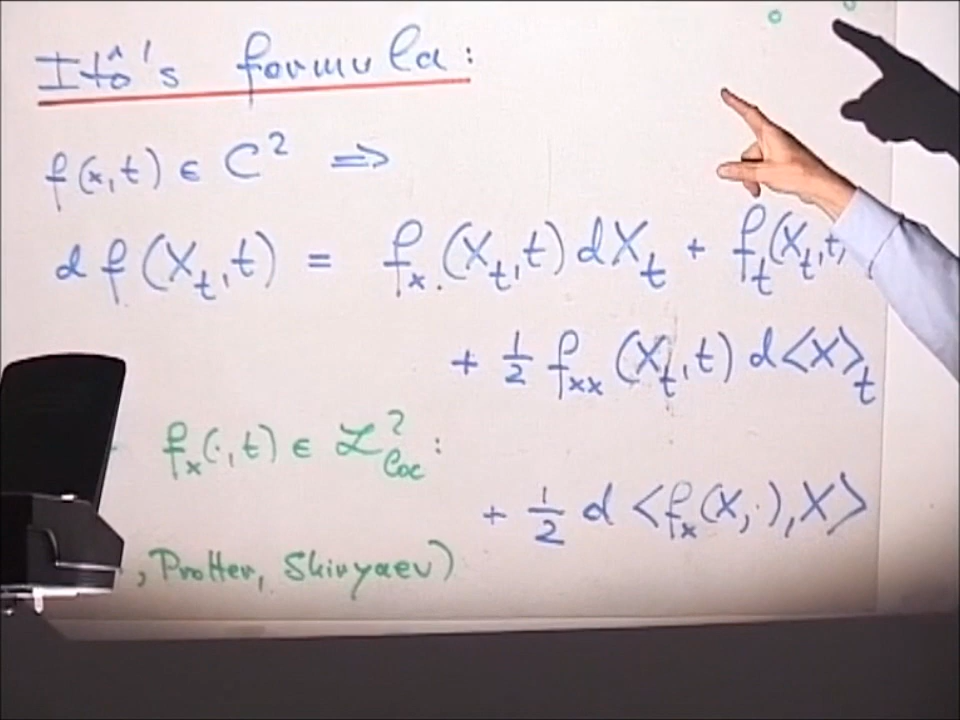 Itô's formula:
f(x,t) ∈ C² ⇒
d f(X_t,t) = f_x(X_t,t) dX_t + f_t(X_t,t
+ 1/2 f_xx (X_t,t) d<X>_t
f_x(·,t) ∈ ℒ²_loc :
+ 1/2 d <f_x(X,·),X>
, Protter, Shiryaev)